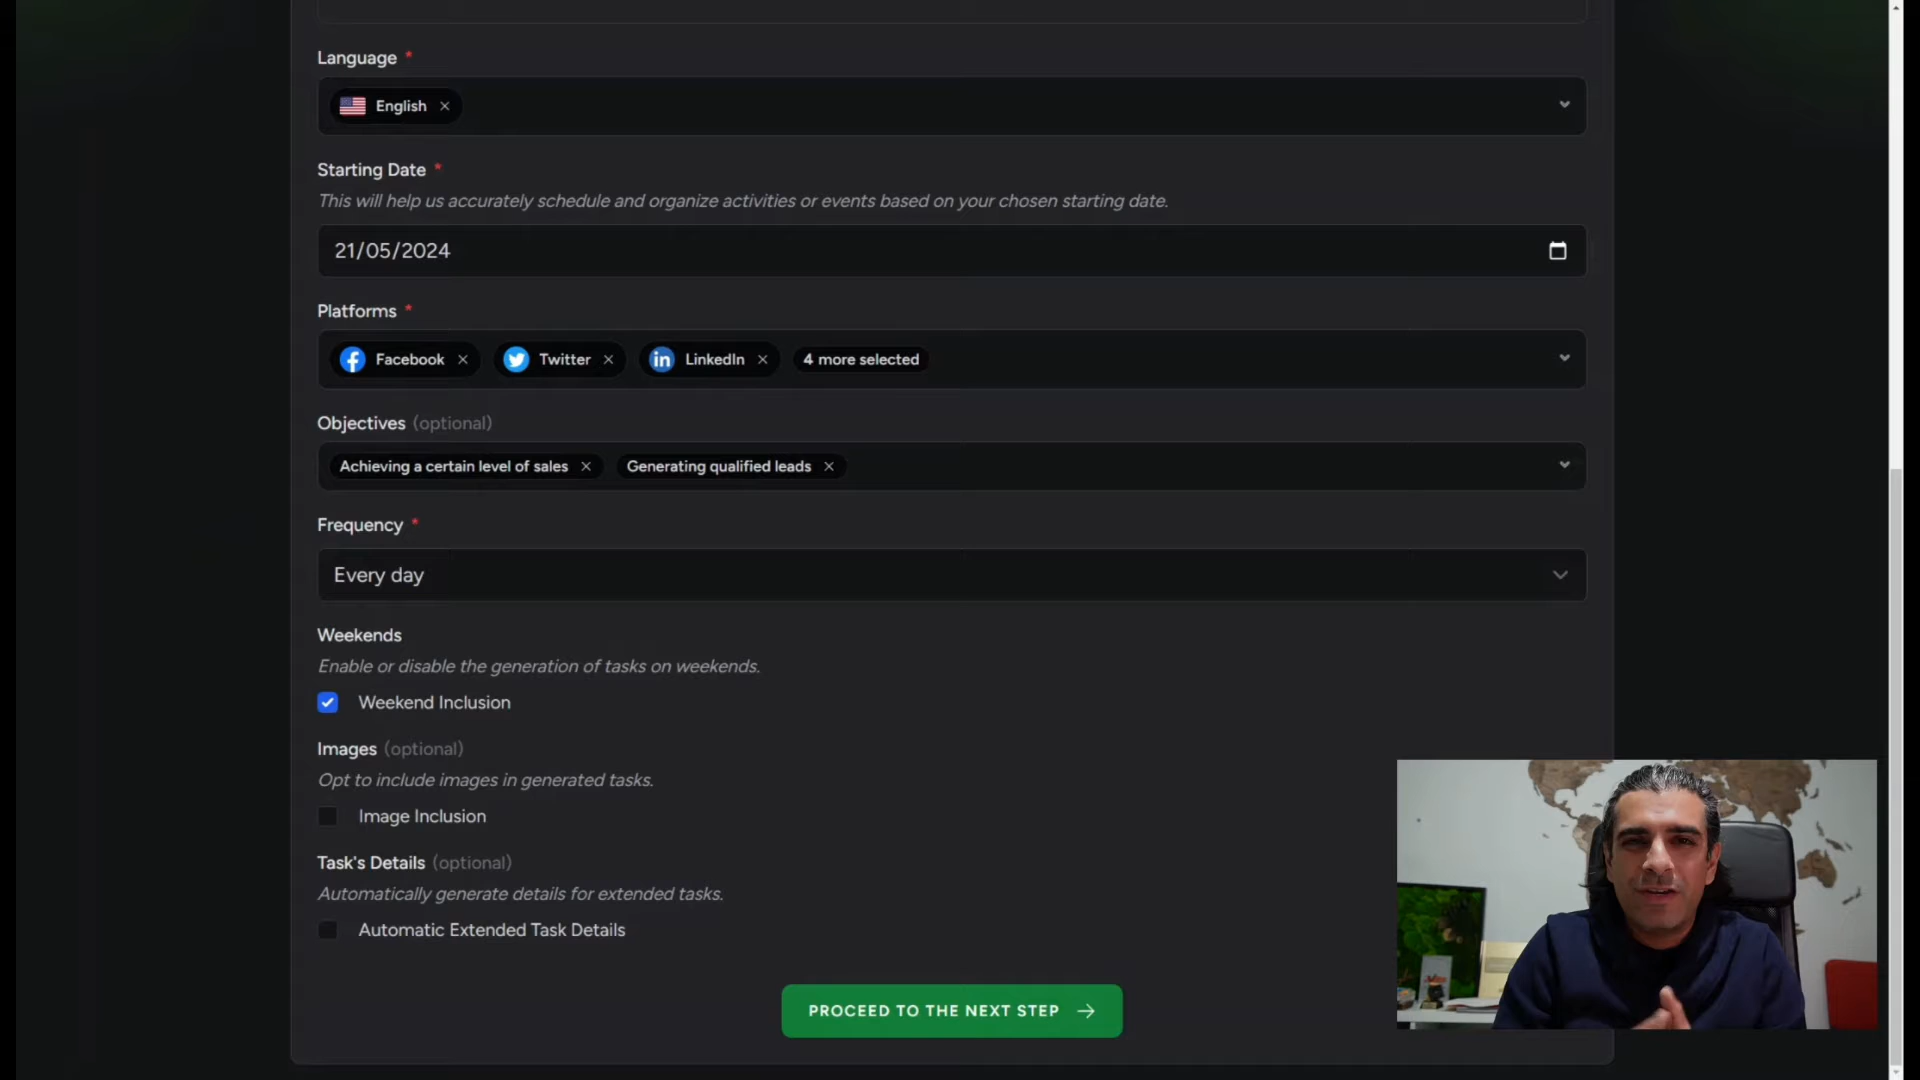 Language *
English
Starting Date *
This will help us accurately schedule and organize activities or events based on your chosen starting date.
21/05/2024
Platforms *
Facebook Twitter LinkedIn 4 more selected
Objectives (optional)
Achieving a certain level of sales Generating qualified leads
Frequency *
Every day
Weekends
Enable or disable the generation of tasks on weekends.
Weekend Inclusion
Images (optional)
Opt to include images in generated tasks.
Image Inclusion
Task's Details (optional)
Automatically generate details for extended tasks.
Automatic Extended Task Details
PROCEED TO THE NEXT STEP